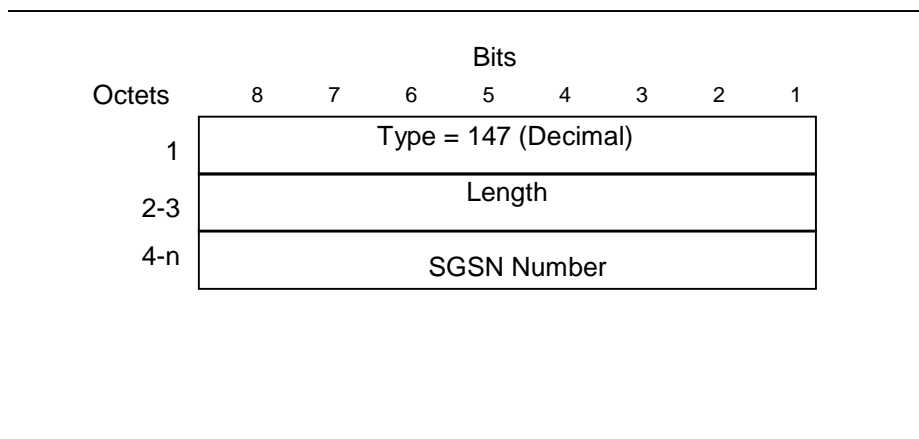 Bits
Octets 8 7 6 5 4 3 2 1
1 Type = 147 (Decimal)
2-3 Length
4-n SGSN Number